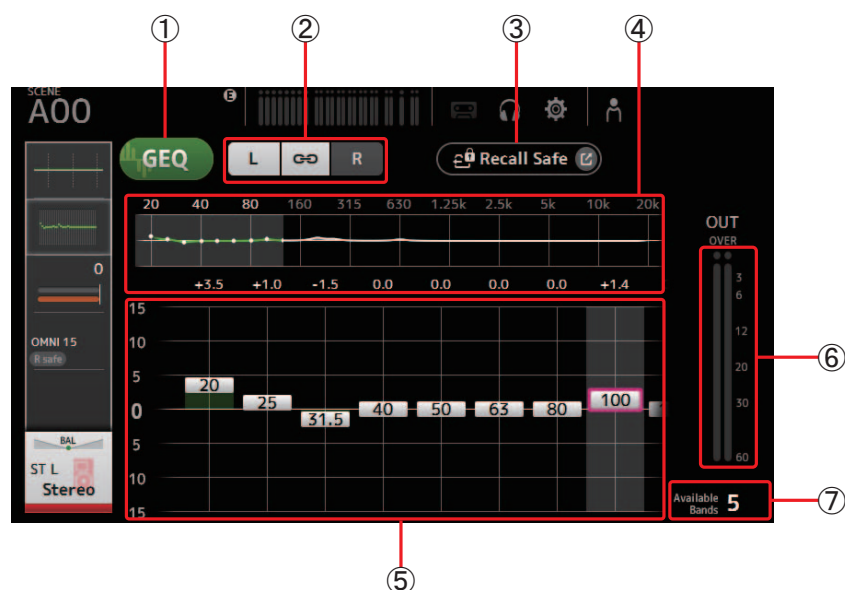 ① ② ③ ④
SCENE
A00
E
GEQ
L R
Recall Safe
20 40 80 160 315 630 1.25k 2.5k 5k 10k 20k
+3.5 +1.0 -1.5 0.0 0.0 0.0 0.0 +1.4
OUT
OVER
3
6
12
20
30
60
⑥
0
OMNI 15
R safe
BAL
ST L
Stereo
15
10
5
0
5
10
15
20 25 31.5 40 50 63 80 100
Available
Bands 5
⑦
⑤